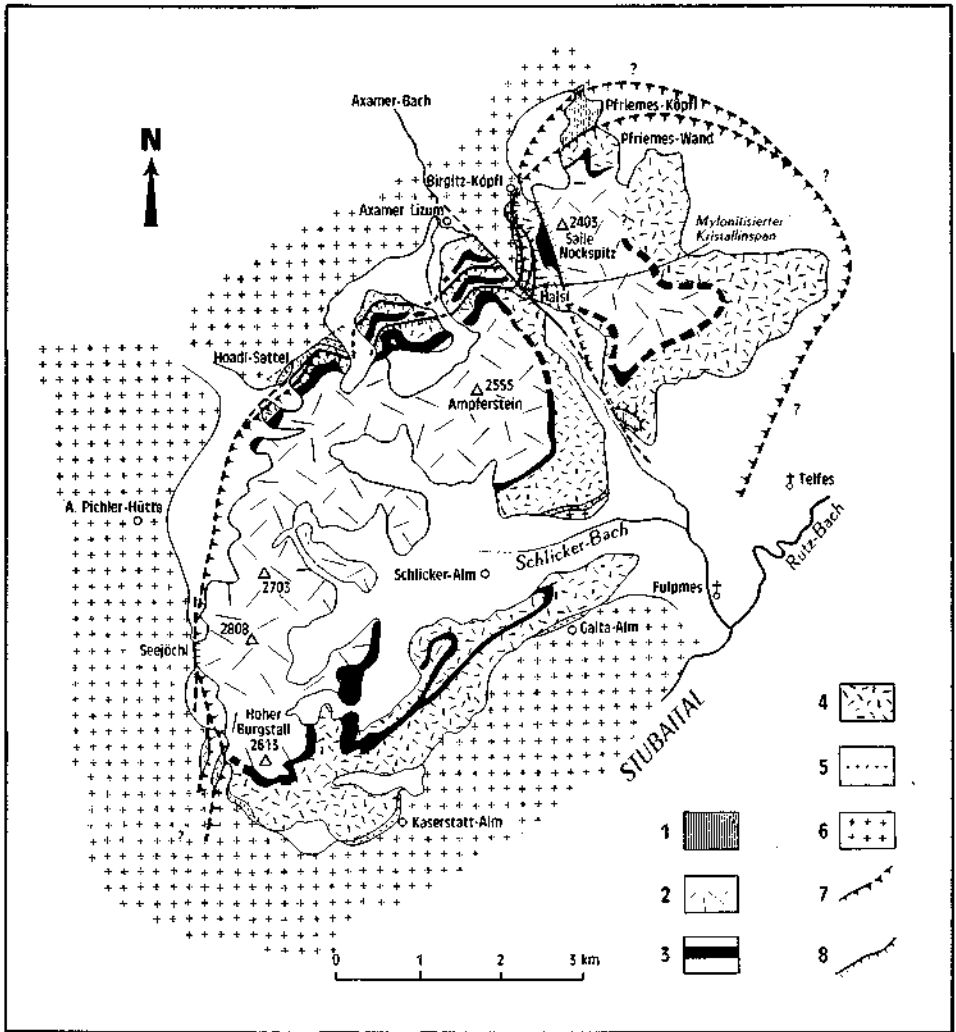 ?
Axamer-Bach
Pfriemes-Köpfl
N
Pfriemes-Wand
?
Birgitz-Köpfl
Axamer Lizum
2403
Saile
Nockspitz
Mylonitisierter
Kristallinspan
Halsl
Hoadl-Sattel
2555
Ampferstein
?
Telfes
A. Pichler-Hütte
Schlicker-Bach
Rutz-Bach
2703
Schlicker-Alm
Fulpmes
2808
Galta-Alm
Seejöchl
STUBAITAL
Hoher
Burgstall
2613
?
Kaserstatt-Alm
4
5
1
6
2
7
3
8
0 1 2 3 km